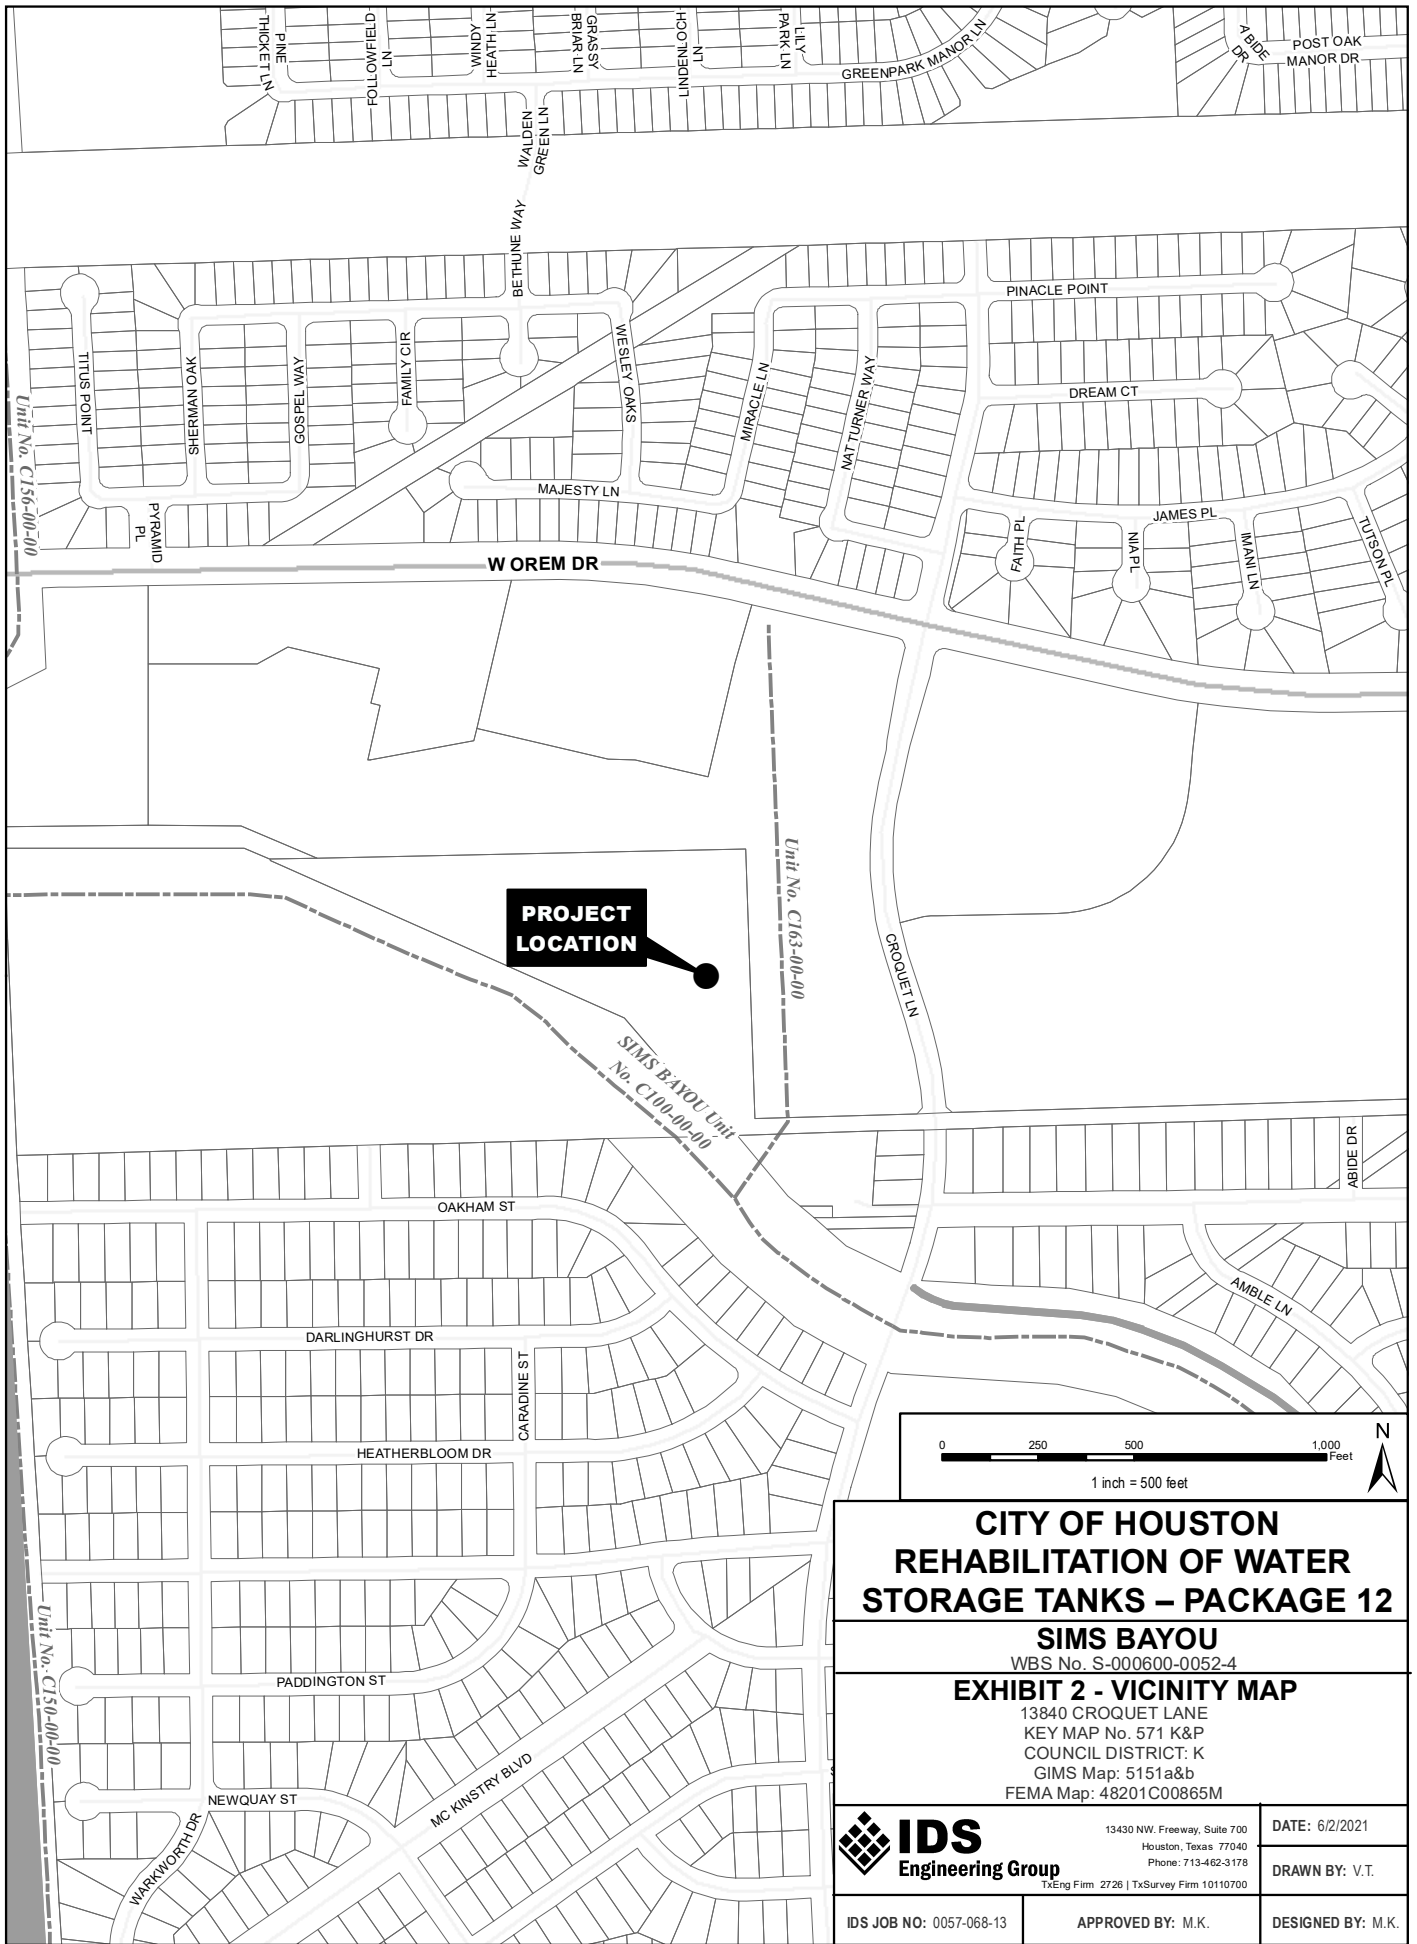 PINE
THICKET LN
FOLLOWFIELD
LN
WINDY
HEATH LN
GRASSY
BRIAR LN
LINDENLOCH
LN
LILY
PARK LN
GREENPARK MANOR LN
ABIDE
DR
POST OAK
MANOR DR
WALDEN
GREEN LN
BETHUNE WAY
PINACLE POINT
TITUS POINT
SHERMAN OAK
GOSPEL WAY
FAMILY CIR
WESLEY OAKS
MIRACLE LN
NAT TURNER WAY
DREAM CT
Unit No. C156-00-00
MAJESTY LN
PYRAMID
PL
JAMES PL
FAITH PL
NIA PL
IMANI LN
TUTSON PL
W OREM DR
Unit No. C163-00-00
PROJECT
LOCATION
CROQUET LN
SIMS BAYOU Unit
No. C100-00-00
ABIDE DR
OAKHAM ST
AMBLE LN
DARLINGHURST DR
CARADINE ST
HEATHERBLOOM DR
Unit No. C150-00-00
PADDINGTON ST
MC KINSTRY BLVD
NEWQUAY ST
WARKWORTH DR
0 250 500 1,000
Feet
1 inch = 500 feet
N
CITY OF HOUSTON
REHABILITATION OF WATER
STORAGE TANKS – PACKAGE 12
SIMS BAYOU
WBS No. S-000600-0052-4
EXHIBIT 2 - VICINITY MAP
13840 CROQUET LANE
KEY MAP No. 571 K&P
COUNCIL DISTRICT: K
GIMS Map: 5151a&b
FEMA Map: 48201C00865M
IDS
Engineering Group
13430 NW. Freeway, Suite 700
Houston, Texas 77040
Phone: 713-462-3178
TxEng Firm 2726 | TxSurvey Firm 10110700
DATE: 6/2/2021
DRAWN BY: V.T.
IDS JOB NO: 0057-068-13
APPROVED BY: M.K.
DESIGNED BY: M.K.